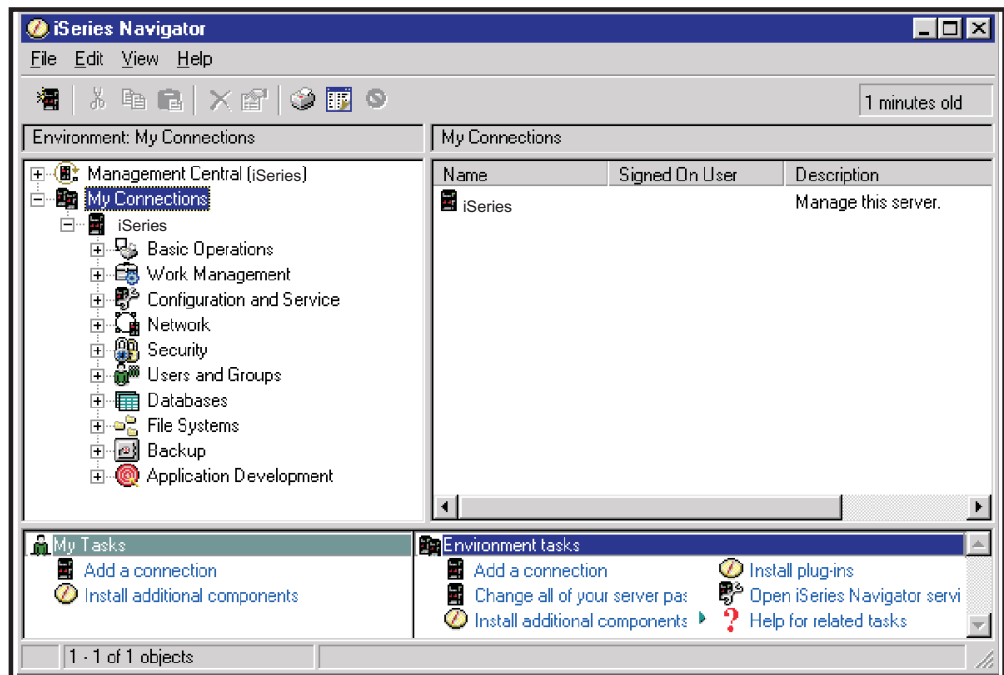 iSeries Navigator
File Edit View Help
1 minutes old
Environment: My Connections
My Connections
Management Central (iSeries)
My Connections
iSeries
Basic Operations
Work Management
Configuration and Service
Network
Security
Users and Groups
Databases
File Systems
Backup
Application Development
Name Signed On User Description
iSeries Manage this server.
My Tasks
Add a connection
Install additional components
Environment tasks
Add a connection
Change all of your server pas
Install additional components
Install plug-ins
Open iSeries Navigator servi
Help for related tasks
1 - 1 of 1 objects